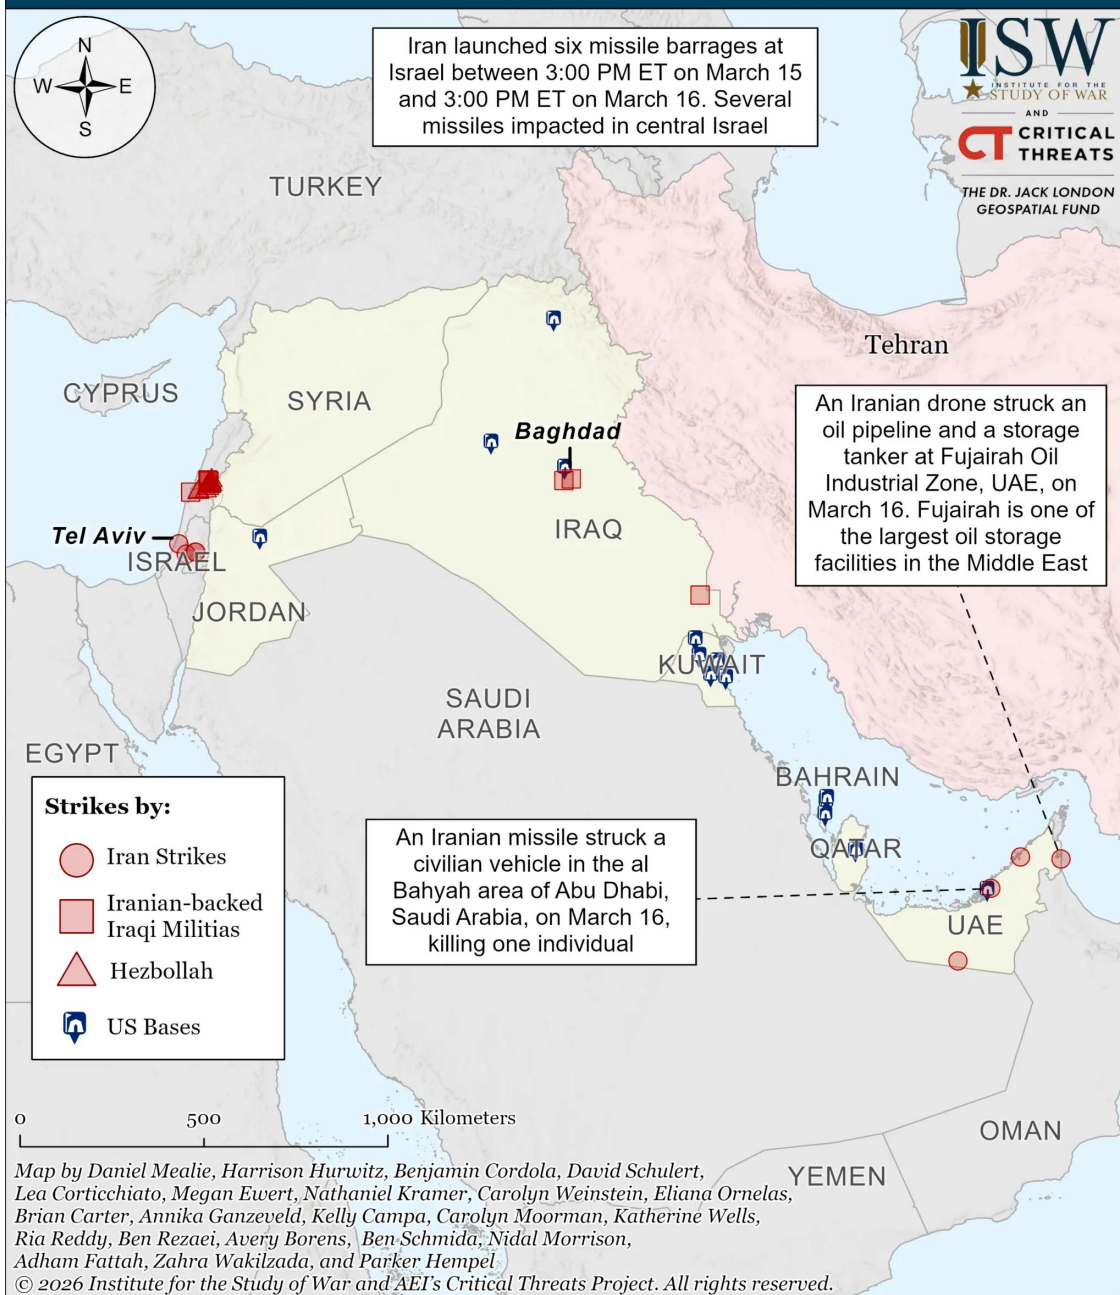 N
W
E
S
Iran launched six missile barrages at
Israel between 3:00 PM ET on March 15
and 3:00 PM ET on March 16. Several
missiles impacted in central Israel
ISW
INSTITUTE FOR THE
STUDY OF WAR
AND
CT CRITICAL
THREATS
THE DR. JACK LONDON
GEOSPATIAL FUND
TURKEY
Tehran
CYPRUS
SYRIA
Baghdad
An Iranian drone struck an
oil pipeline and a storage
tanker at Fujairah Oil
Industrial Zone, UAE, on
March 16. Fujairah is one of
the largest oil storage
facilities in the Middle East
IRAQ
Tel Aviv
ISRAEL
JORDAN
KUWAIT
SAUDI
ARABIA
EGYPT
BAHRAIN
QATAR
UAE
An Iranian missile struck a
civilian vehicle in the al
Bahyah area of Abu Dhabi,
Saudi Arabia, on March 16,
killing one individual
Strikes by:
Iran Strikes
Iranian-backed
Iraqi Militias
Hezbollah
US Bases
0 500 1,000 Kilometers
OMAN
YEMEN
Map by Daniel Mealie, Harrison Hurwitz, Benjamin Cordola, David Schulert,
Lea Corticchiato, Megan Ewert, Nathaniel Kramer, Carolyn Weinstein, Eliana Ornelas,
Brian Carter, Annika Ganzeveld, Kelly Campa, Carolyn Moorman, Katherine Wells,
Ria Reddy, Ben Rezaei, Avery Borens, Ben Schmida, Nidal Morrison,
Adham Fattah, Zahra Wakilzada, and Parker Hempel
© 2026 Institute for the Study of War and AEI's Critical Threats Project. All rights reserved.